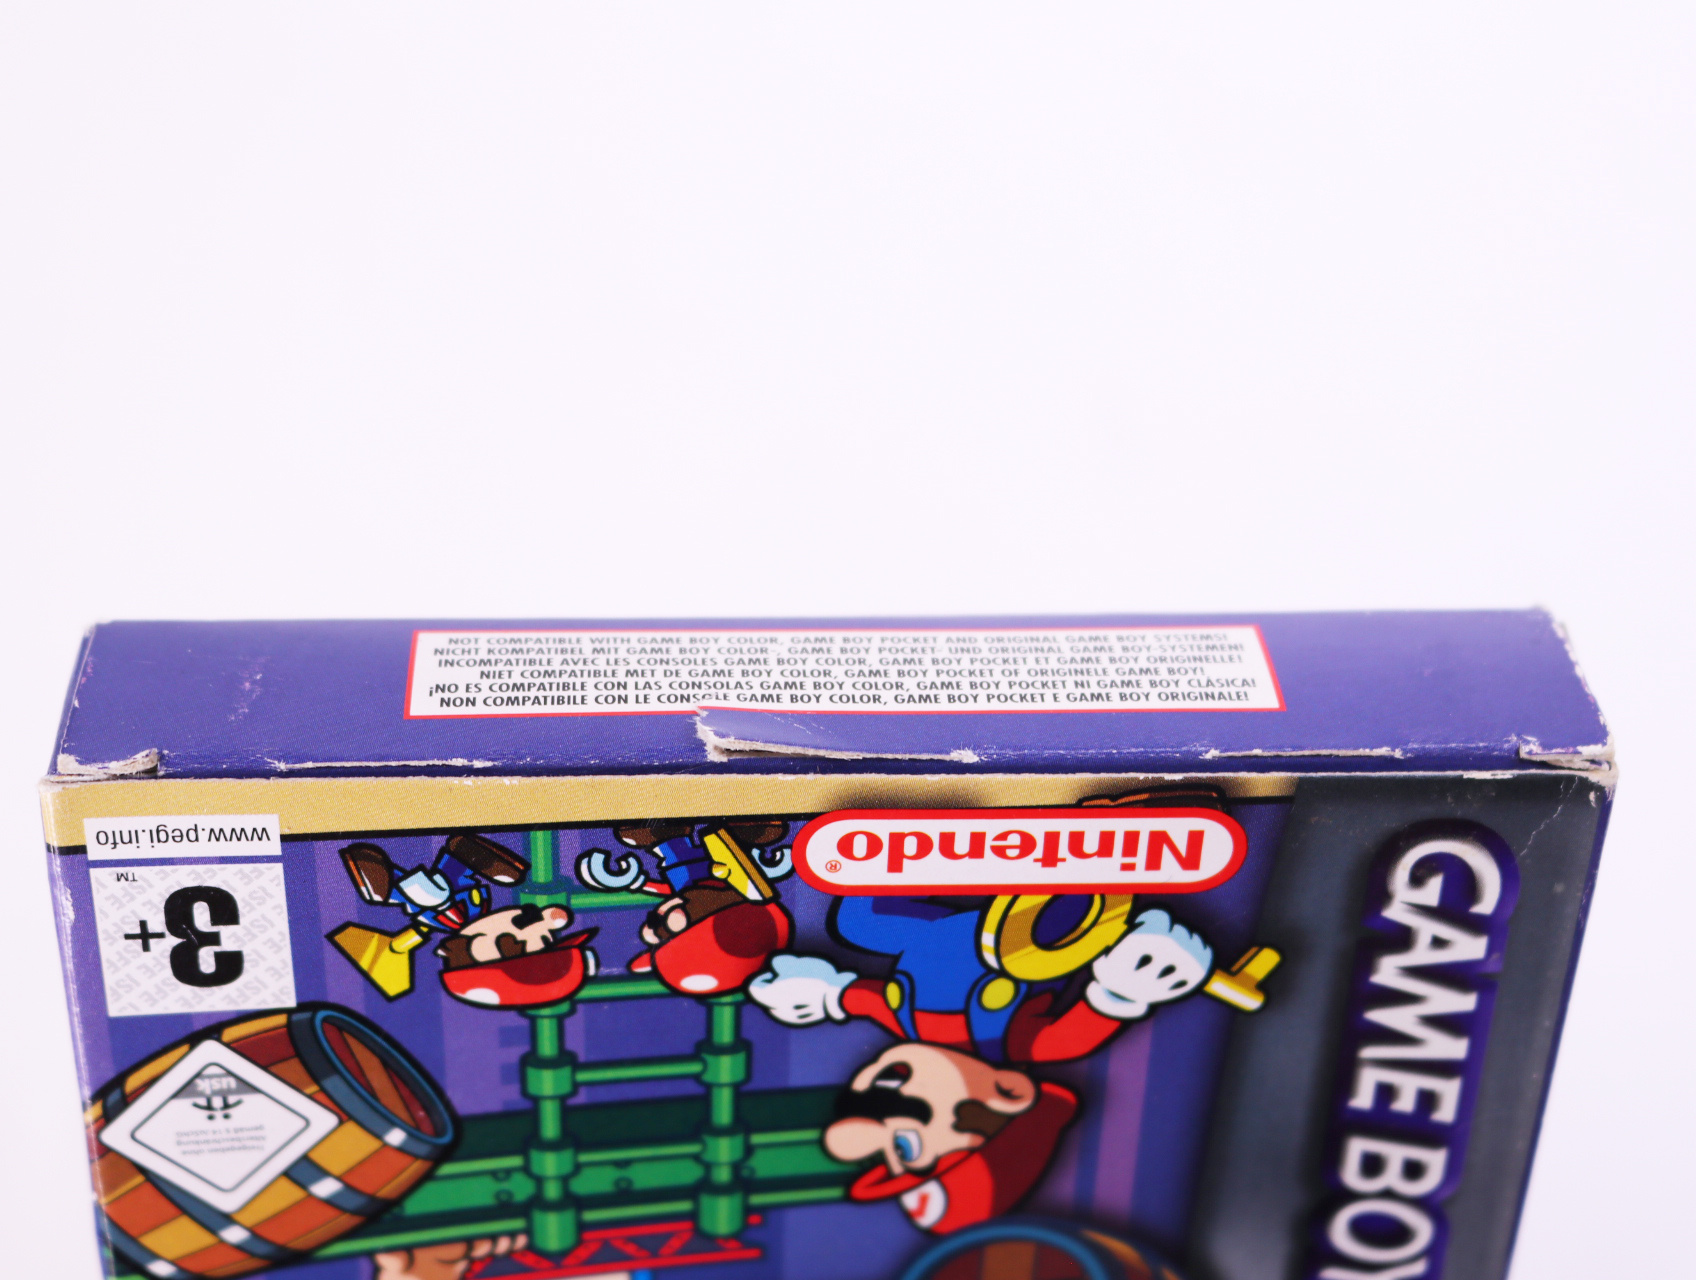 NOT COMPATIBLE WITH GAME BOY COLOR, GAME BOY POCKET AND ORIGINAL GAME BOY SYSTEMS!
NICHT KOMPATIBEL MIT GAME BOY COLOR-, GAME BOY POCKET- UND ORIGINAL GAME BOY-SYSTEMEN!
INCOMPATIBLE AVEC LES CONSOLES GAME BOY COLOR, GAME BOY POCKET ET GAME BOY ORIGINELLE!
NIET COMPATIBLE MET DE GAME BOY COLOR, GAME BOY POCKET OF ORIGINELE GAME BOY!
¡NO ES COMPATIBLE CON LAS CONSOLAS GAME BOY COLOR, GAME BOY POCKET NI GAME BOY CLÁSICA!
NON COMPATIBILE CON LE CONSOLE GAME BOY COLOR, GAME BOY POCKET E GAME BOY ORIGINALE!
www.pegi.info
3+
TM
Nintendo®
GAME BOY
usk